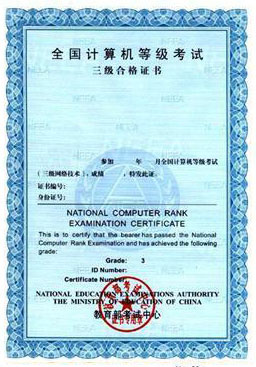 全国计算机等级考试
三级合格证书
参加 年 月全国计算机等级考试
(三级网络技术),成绩 ,特发此证。
证书编号:
身份证号:
NATIONAL COMPUTER RANK
EXAMINATION CERTIFICATE
This is to certify that the bearer has passed the National
Computer Rank Examination and has achieved the following
grade:
Grade: 3
ID Number:
Certificate Number:
NATIONAL EDUCATION EXAMINATIONS AUTHORITY
THE MINISTRY OF EDUCATION OF CHINA
教育部考试中心
证书专用章